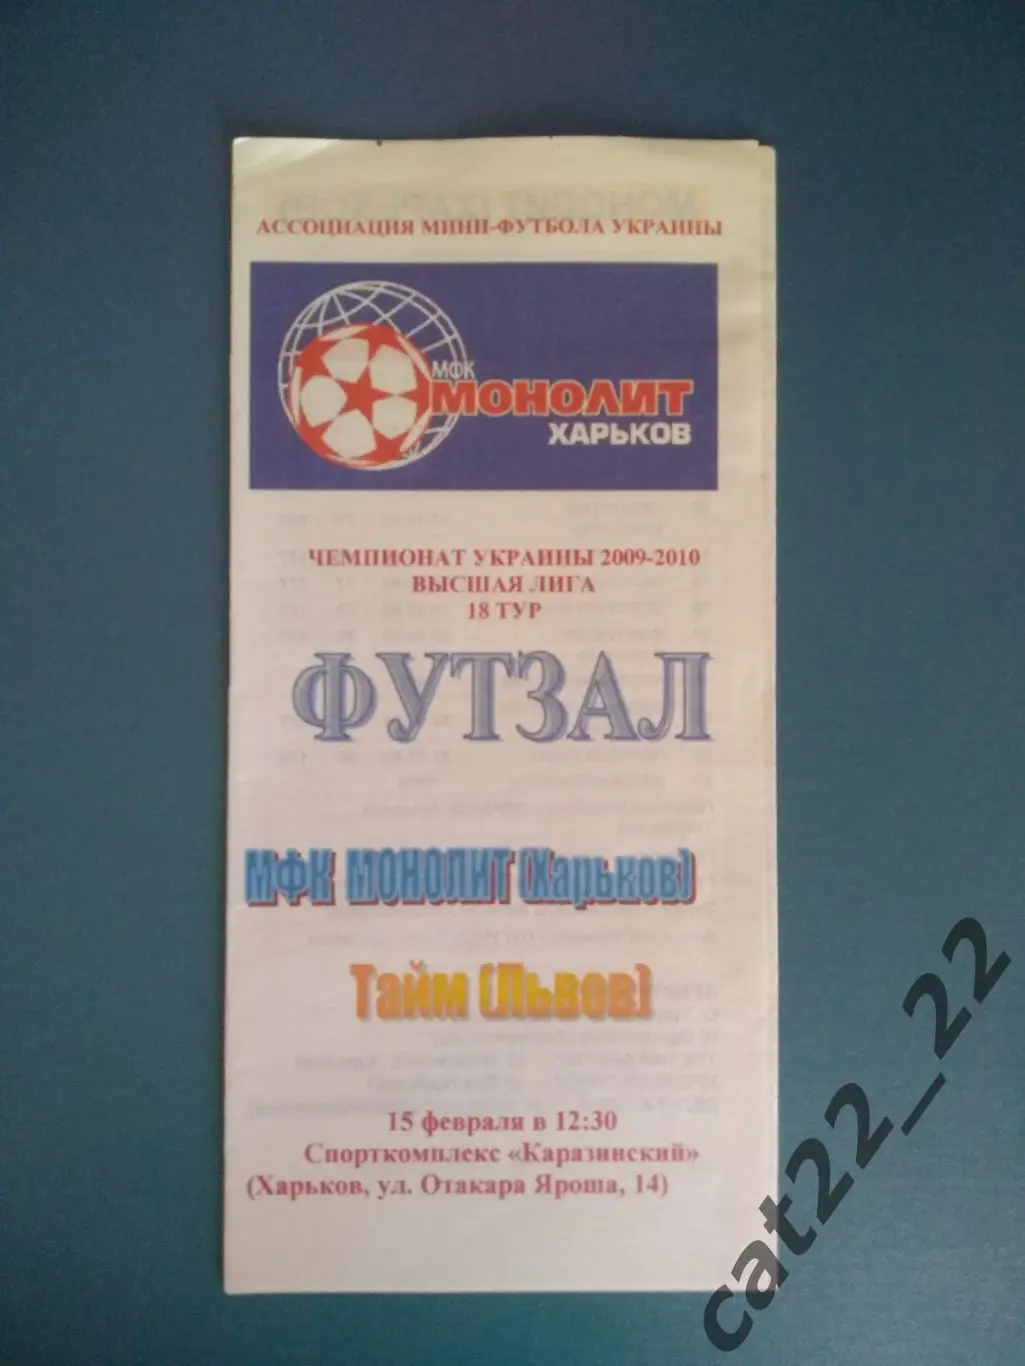 АССОЦИАЦИЯ МИНИ-ФУТБОЛА УКРАИНЫ
МФК
МОНОЛИТ
ХАРЬКОВ
ЧЕМПИОНАТ УКРАИНЫ 2009-2010
ВЫСШАЯ ЛИГА
18 ТУР
ФУТЗАЛ
МФК МОНОЛИТ (Харьков)
Тайм (Львов)
15 февраля в 12:30
Спорткомплекс «Каразинский»
(Харьков, ул. Отакара Яроша, 14)
cat22_22